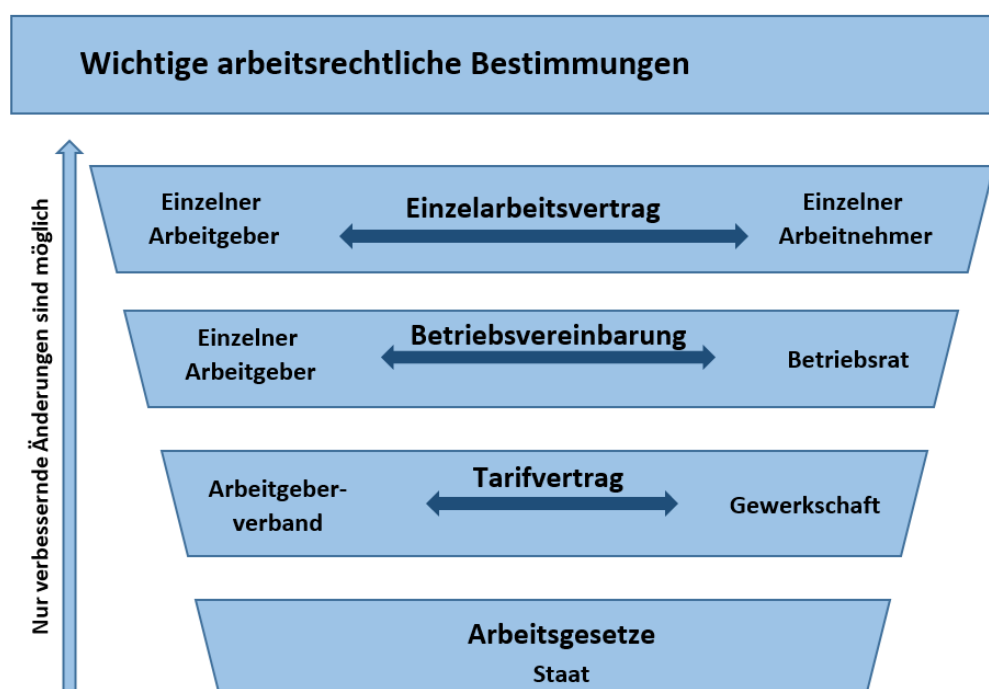 Wichtige arbeitsrechtliche Bestimmungen
Nur verbessernde Änderungen sind möglich
Einzelner
Arbeitgeber
Einzelarbeitsvertrag
Einzelner
Arbeitnehmer
Einzelner
Arbeitgeber
Betriebsvereinbarung
Betriebsrat
Arbeitgeber-
verband
Tarifvertrag
Gewerkschaft
Arbeitsgesetze
Staat